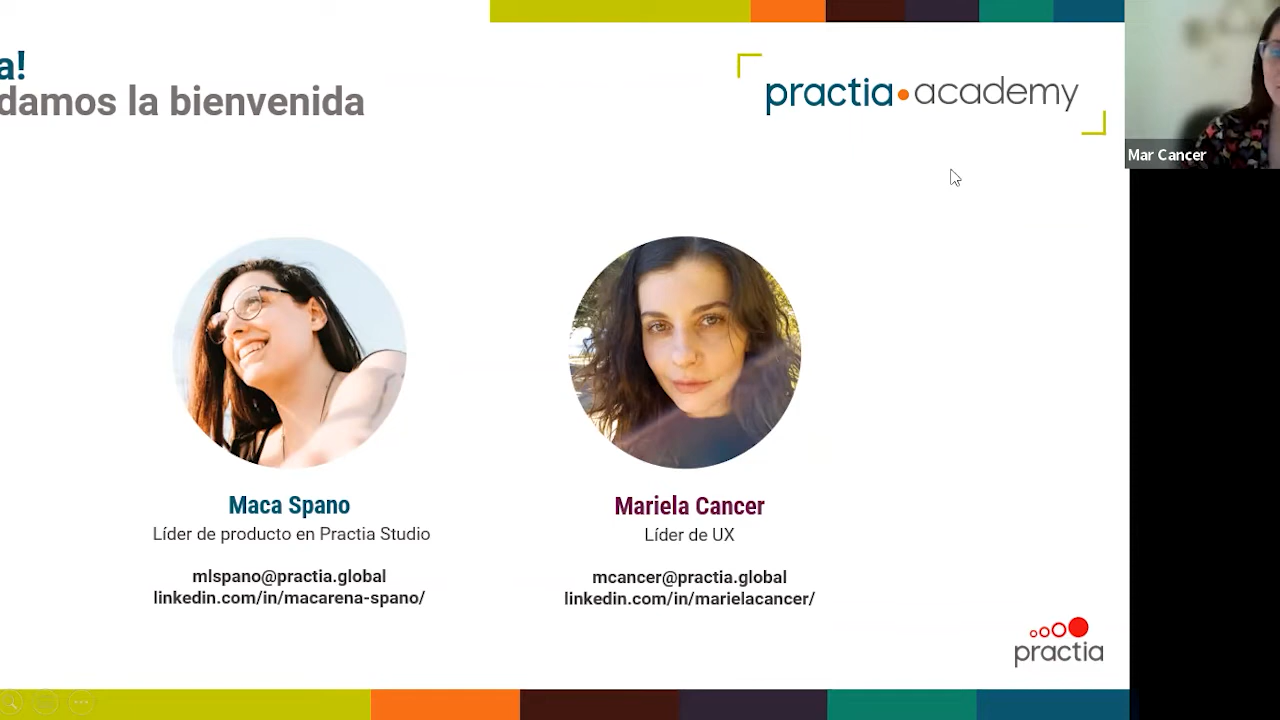 a!
damos la bienvenida
practia academy
Mar Cancer
Maca Spano
Líder de producto en Practia Studio
mlspano@practia.global
linkedin.com/in/macarena-spano/
Mariela Cancer
Líder de UX
mcancer@practia.global
linkedin.com/in/marielacancer/
practia